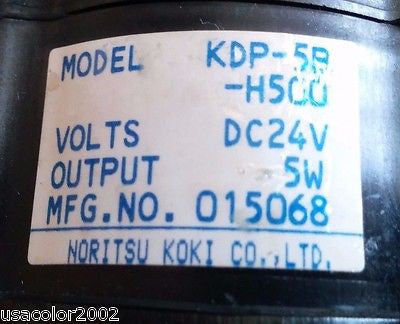 MODEL KDP-5B
-H500
VOLTS DC24V
OUTPUT 5W
MFG.NO. 015068
NORITSU KOKI CO.,LTD.
usacolor2002